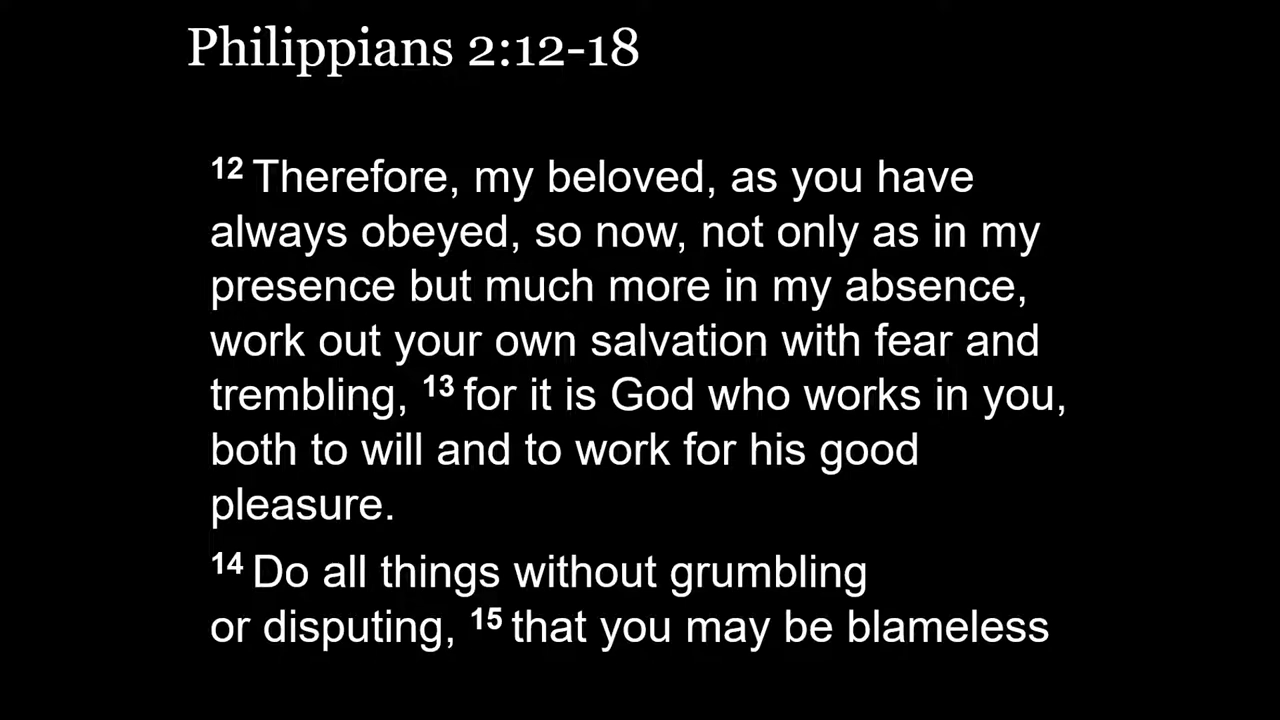 Philippians 2:12-18
12 Therefore, my beloved, as you have
always obeyed, so now, not only as in my
presence but much more in my absence,
work out your own salvation with fear and
trembling, 13 for it is God who works in you,
both to will and to work for his good
pleasure.
14 Do all things without grumbling
or disputing, 15 that you may be blameless